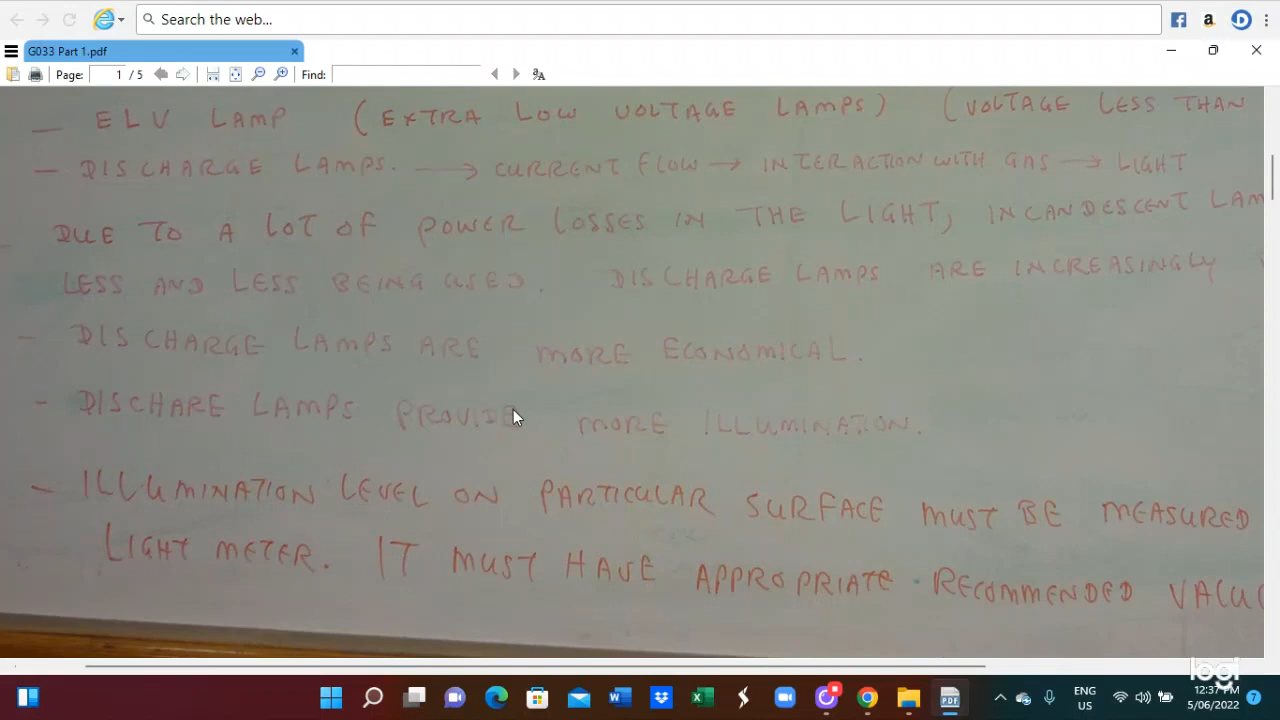 Search the web...
G033 Part 1.pdf
Page: 1 / 5 Find:
— ELV LAMP (EXTRA LOW VOLTAGE LAMPS) (VOLTAGE LESS THAN
— DISCHARGE LAMPS. → CURRENT FLOW → INTERACTION WITH GAS → LIGHT
DUE TO A LOT OF POWER LOSSES IN THE LIGHT, INCANDESCENT LAM
LESS AND LESS BEING USED. DISCHARGE LAMPS ARE INCREASINGLY
- DISCHARGE LAMPS ARE MORE ECONOMICAL.
- DISCHARE LAMPS PROVIDE MORE ILLUMINATION.
- ILLUMINATION LEVEL ON PARTICULAR SURFACE MUST BE MEASURED
LIGHT METER. IT MUST HAVE APPROPRIATE RECOMMENDED VALU
logi
ENG 12:37 PM
US 5/06/2022 7